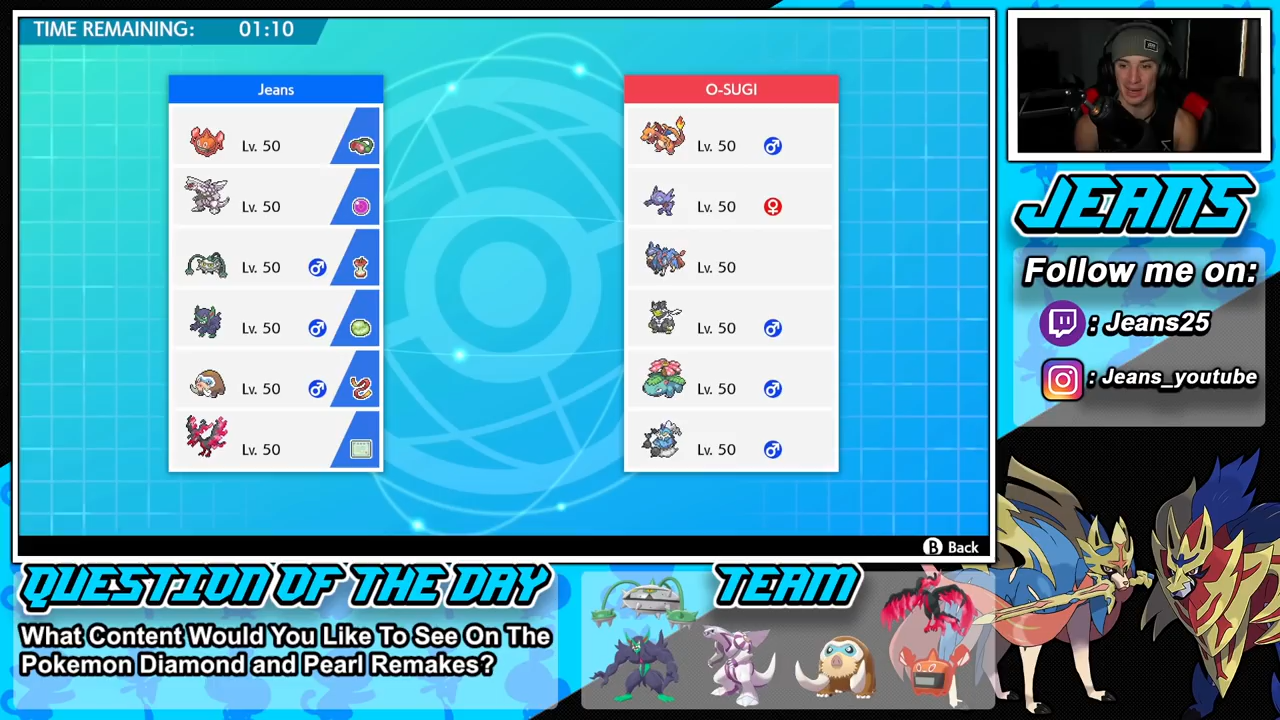 TIME REMAINING: 01:10
Jeans
Lv. 50
Lv. 50
Lv. 50
Lv. 50
Lv. 50
Lv. 50
O-SUGI
Lv. 50
Lv. 50
Lv. 50
Lv. 50
Lv. 50
Lv. 50
B Back
JEANS
Follow me on:
: Jeans25
: Jeans_youtube
QUESTION OF THE DAY
What Content Would You Like To See On The
Pokemon Diamond and Pearl Remakes?
TEAM